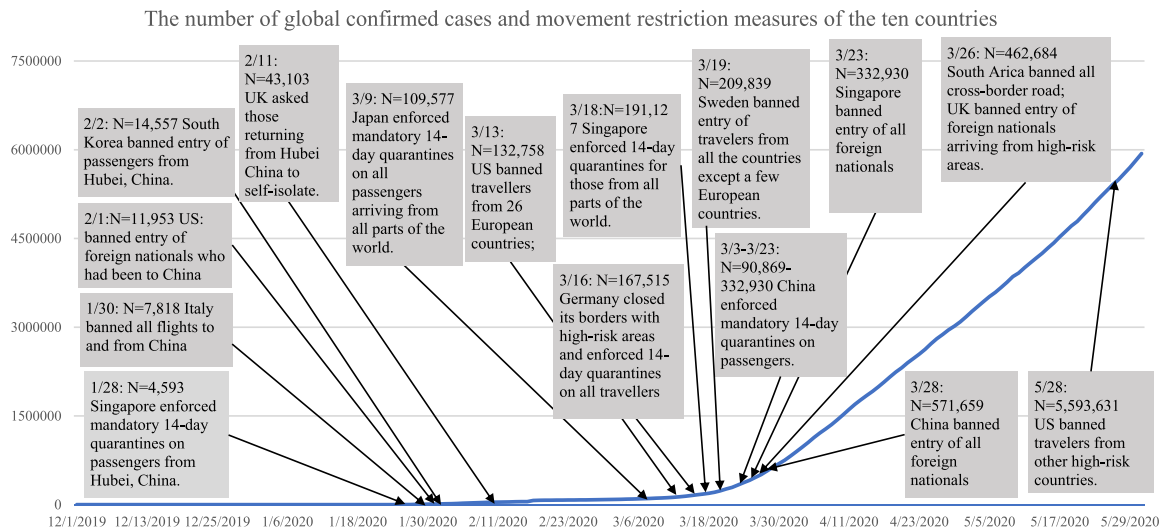 The number of global confirmed cases and movement restriction measures of the ten countries
7500000
6000000
4500000
3000000
1500000
0
2/2: N=14,557 South
Korea banned entry of
passengers from
Hubei, China.
2/1:N=11,953 US:
banned entry of
foreign nationals who
had been to China
1/30: N=7,818 Italy
banned all flights to
and from China
1/28: N=4,593
Singapore enforced
mandatory 14-day
quarantines on
passengers from
Hubei, China.
2/11:
N=43,103
UK asked
those
returning
from Hubei
China to
self-isolate.
3/9: N=109,577
Japan enforced
mandatory 14-
day quarantines
on all
passengers
arriving from
all parts of the
world.
3/13:
N=132,758
US banned
travellers
from 26
European
countries;
3/18:N=191,12
7 Singapore
enforced 14-day
quarantines for
those from all
parts of the
world.
3/16: N=167,515
Germany closed
its borders with
high-risk areas
and enforced 14-
day quarantines
on all travellers
3/19:
N=209,839
Sweden banned
entry of
travelers from
all the countries
except a few
European
countries.
3/3-3/23:
N=90,869-
332,930 China
enforced
mandatory 14-day
quarantines on
passengers.
3/23:
N=332,930
Singapore
banned
entry of all
foreign
nationals
3/26: N=462,684
South Arica banned all
cross-border road;
UK banned entry of
foreign nationals
arriving from high-risk
areas.
3/28:
N=571,659
China banned
entry of all
foreign
nationals
5/28:
N=5,593,631
US banned
travelers from
other high-risk
countries.
12/1/2019 12/13/2019 12/25/2019 1/6/2020 1/18/2020 1/30/2020 2/11/2020 2/23/2020 3/6/2020 3/18/2020 3/30/2020 4/11/2020 4/23/2020 5/5/2020 5/17/2020 5/29/2020